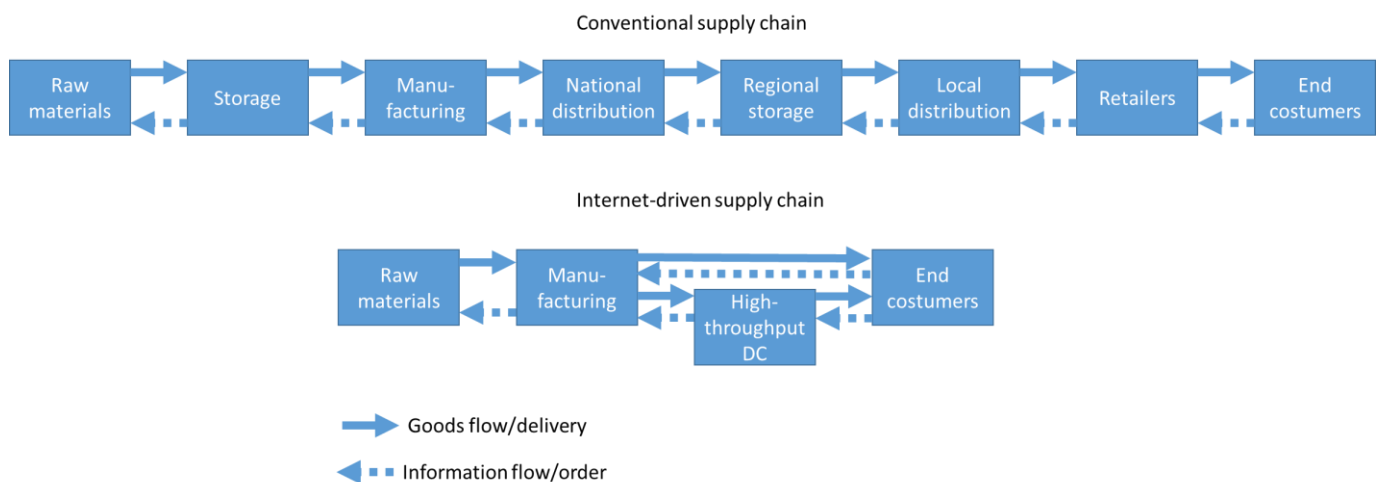 Conventional supply chain
Raw
materials
Storage
Manu-
facturing
National
distribution
Regional
storage
Local
distribution
Retailers
End
costumers
Internet-driven supply chain
Raw
materials
Manu-
facturing
High-
throughput
DC
End
costumers
Goods flow/delivery
Information flow/order